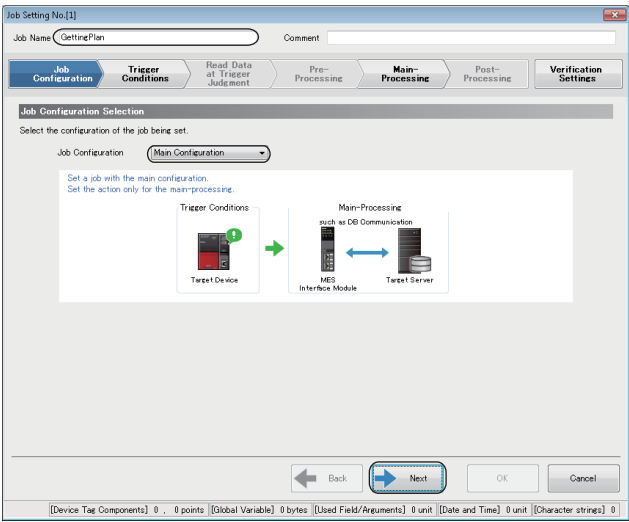 Job Setting No.[1]
Job Name GettingPlan Comment
Job Configuration
Trigger Conditions
Read Data at Trigger Judgment
Pre-Processing
Main-Processing
Post-Processing
Verification Settings
Job Configuration Selection
Select the configuration of the job being set.
Job Configuration Main Configuration
Set a job with the main configuration.
Set the action only for the main-processing.
Trigger Conditions
Main-Processing
such as DB Communication
Target Device
MES
Interface Module
Target Server
Back Next OK Cancel
[Device Tag Components] 0 , 0 points [Global Variable] 0 bytes [Used Field/Arguments] 0 unit [Date and Time] 0 unit [Character strings] 0